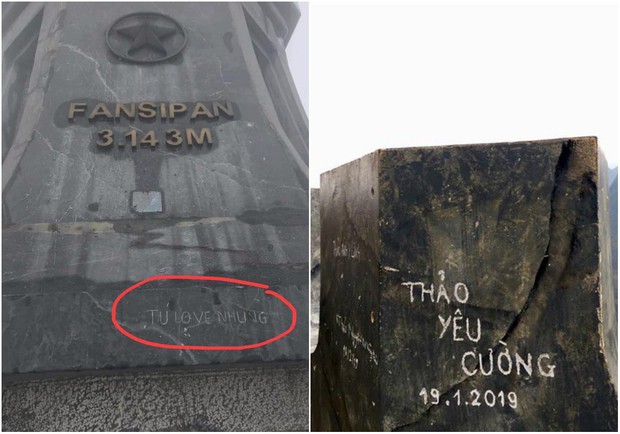 FANSIPAN
3.143M
TU LOVE NHUNG
THẢO
YÊU
CƯỜNG
19.1.2019